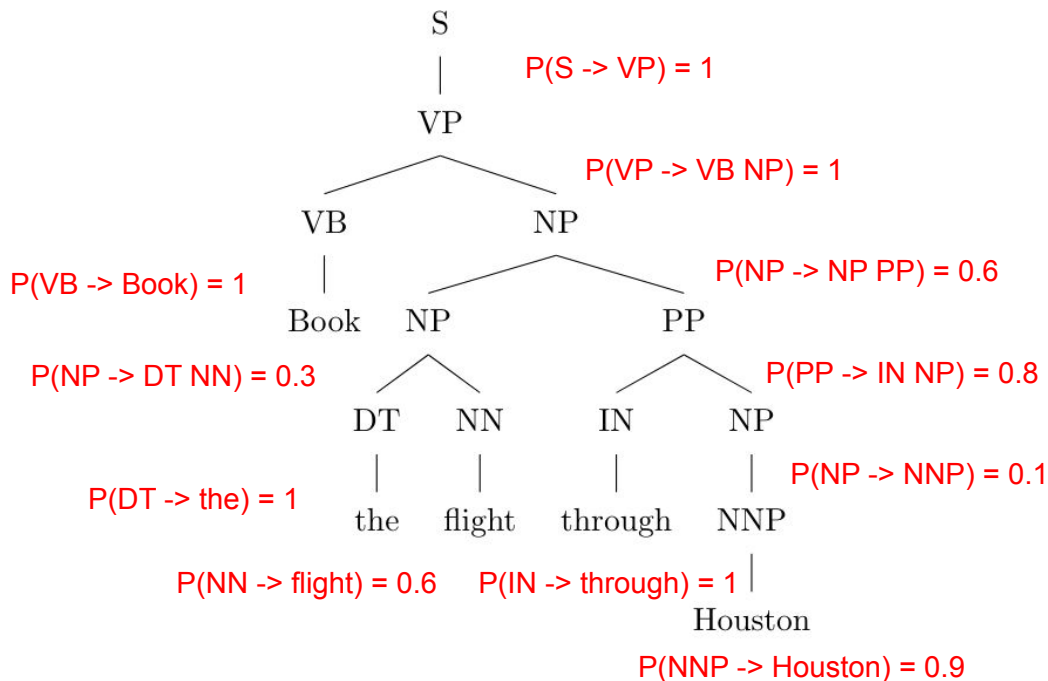 S
P(S -> VP) = 1
VP
P(VP -> VB NP) = 1
VB NP
P(VB -> Book) = 1
P(NP -> NP PP) = 0.6
Book NP PP
P(NP -> DT NN) = 0.3
P(PP -> IN NP) = 0.8
DT NN IN NP
P(DT -> the) = 1
P(NP -> NNP) = 0.1
the flight through NNP
P(NN -> flight) = 0.6
P(IN -> through) = 1
Houston
P(NNP -> Houston) = 0.9